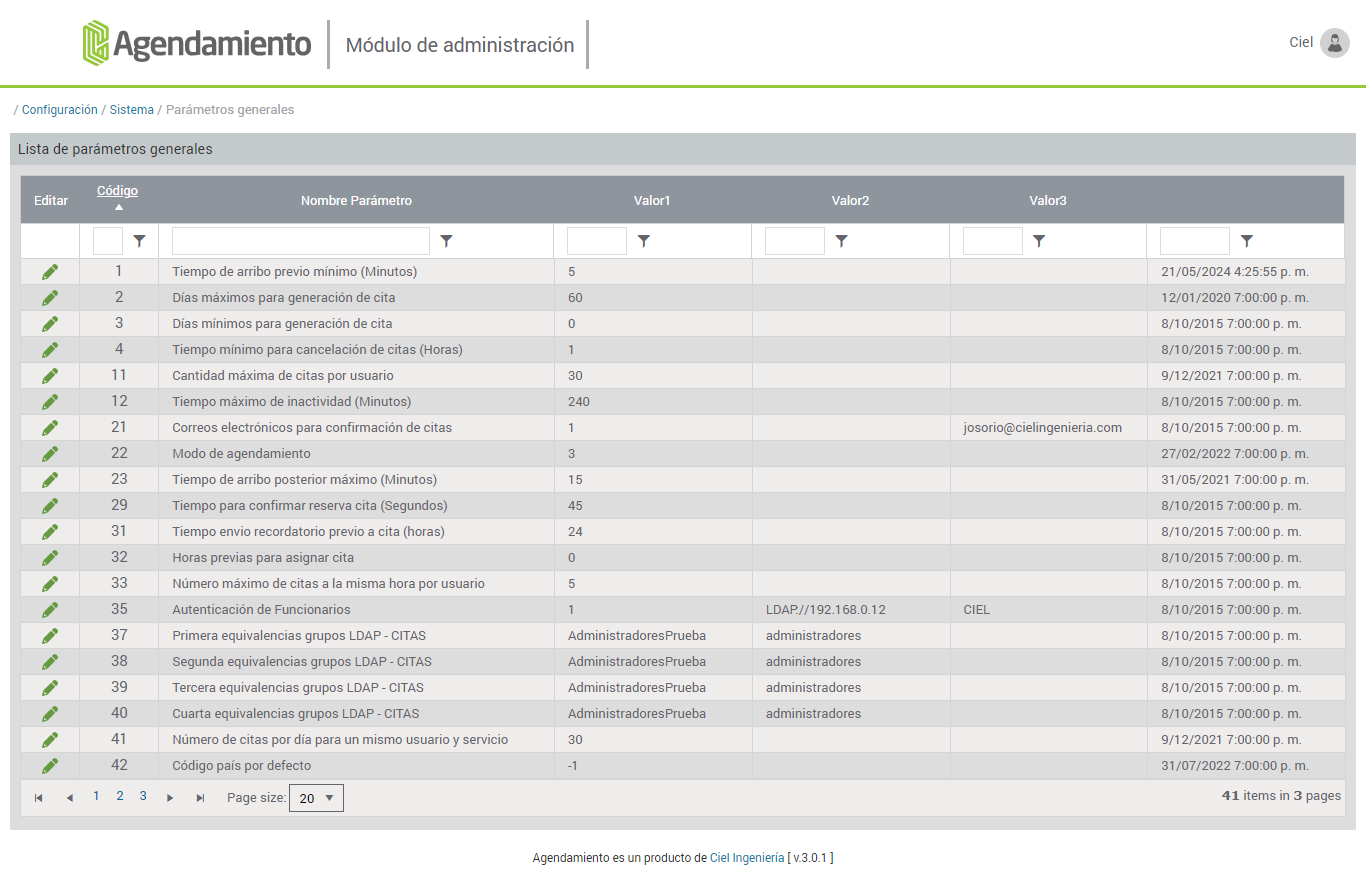 Agendamiento
Módulo de administración
Ciel
/ Configuración / Sistema / Parámetros generales
Lista de parámetros generales
Editar Código Nombre Parámetro Valor1 Valor2 Valor3
1 Tiempo de arribo previo mínimo (Minutos) 5 21/05/2024 4:25:55 p. m.
2 Días máximos para generación de cita 60 12/01/2020 7:00:00 p. m.
3 Días mínimos para generación de cita 0 8/10/2015 7:00:00 p. m.
4 Tiempo mínimo para cancelación de citas (Horas) 1 8/10/2015 7:00:00 p. m.
11 Cantidad máxima de citas por usuario 30 9/12/2021 7:00:00 p. m.
12 Tiempo máximo de inactividad (Minutos) 240 8/10/2015 7:00:00 p. m.
21 Correos electrónicos para confirmación de citas 1 josorio@cielingenieria.com 8/10/2015 7:00:00 p. m.
22 Modo de agendamiento 3 27/02/2022 7:00:00 p. m.
23 Tiempo de arribo posterior máximo (Minutos) 15 31/05/2021 7:00:00 p. m.
29 Tiempo para confirmar reserva cita (Segundos) 45 8/10/2015 7:00:00 p. m.
31 Tiempo envio recordatorio previo a cita (horas) 24 8/10/2015 7:00:00 p. m.
32 Horas previas para asignar cita 0 8/10/2015 7:00:00 p. m.
33 Número máximo de citas a la misma hora por usuario 5 8/10/2015 7:00:00 p. m.
35 Autenticación de Funcionarios 1 LDAP://192.168.0.12 CIEL 8/10/2015 7:00:00 p. m.
37 Primera equivalencias grupos LDAP - CITAS AdministradoresPrueba administradores 8/10/2015 7:00:00 p. m.
38 Segunda equivalencias grupos LDAP - CITAS AdministradoresPrueba administradores 8/10/2015 7:00:00 p. m.
39 Tercera equivalencias grupos LDAP - CITAS AdministradoresPrueba administradores 8/10/2015 7:00:00 p. m.
40 Cuarta equivalencias grupos LDAP - CITAS AdministradoresPrueba administradores 8/10/2015 7:00:00 p. m.
41 Número de citas por día para un mismo usuario y servicio 30 9/12/2021 7:00:00 p. m.
42 Código país por defecto -1 31/07/2022 7:00:00 p. m.
1 2 3 Page size: 20 41 items in 3 pages
Agendamiento es un producto de Ciel Ingeniería [ v.3.0.1 ]